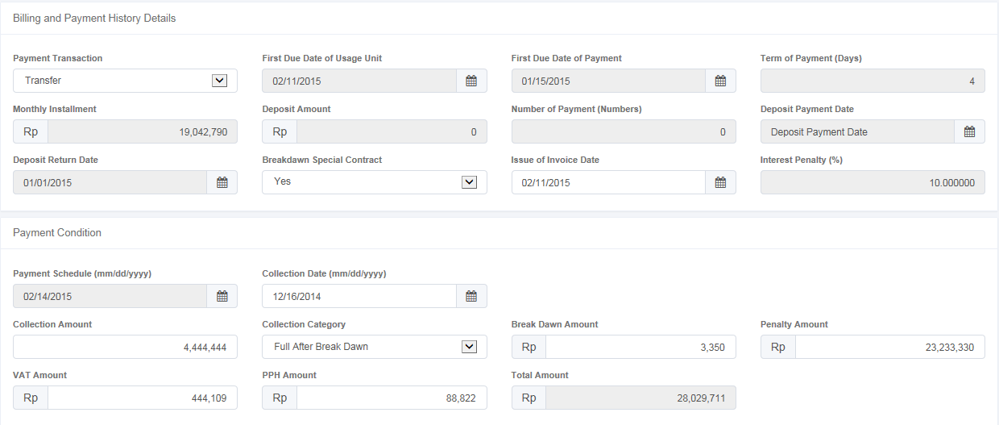 Billing and Payment History Details
Payment Transaction First Due Date of Usage Unit First Due Date of Payment Term of Payment (Days)
Transfer 02/11/2015 01/15/2015 4
Monthly Installment Deposit Amount Number of Payment (Numbers) Deposit Payment Date
Rp 19,042,790 Rp 0 0 Deposit Payment Date
Deposit Return Date Breakdawn Special Contract Issue of Invoice Date Interest Penalty (%)
01/01/2015 Yes 02/11/2015 10.000000
Payment Condition
Payment Schedule (mm/dd/yyyy) Collection Date (mm/dd/yyyy)
02/14/2015 12/16/2014
Collection Amount Collection Category Break Dawn Amount Penalty Amount
4,444,444 Full After Break Dawn Rp 3,350 Rp 23,233,330
VAT Amount PPH Amount Total Amount
Rp 444,109 Rp 88,822 Rp 28,029,711